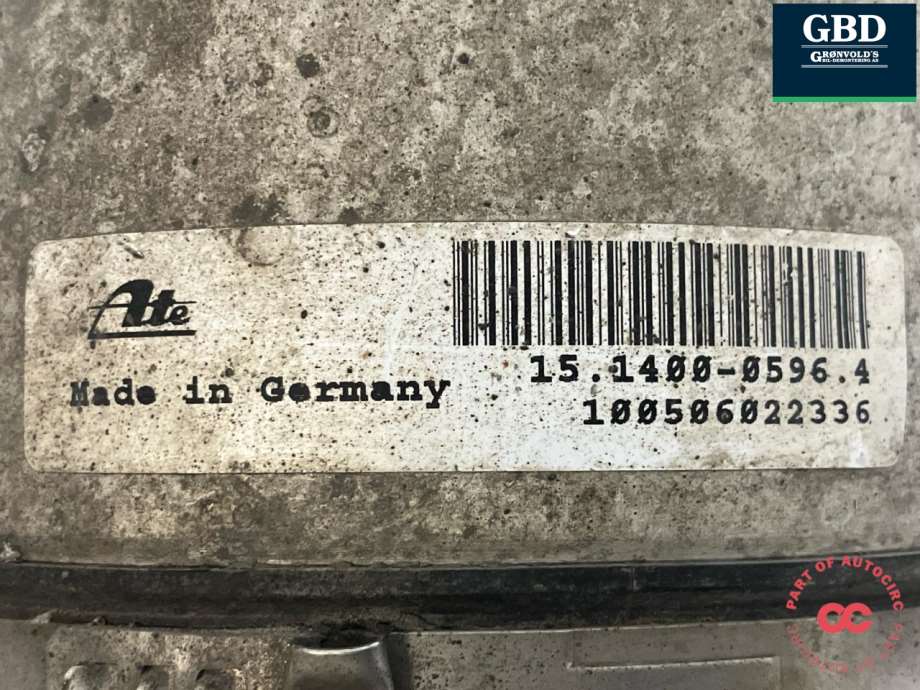 GBD
GRØNVOLD'S
BIL-DEMONTERING AS
Ate
Made in Germany
15.1400-0596.4
100506022336
PART OF AUTOCIRC